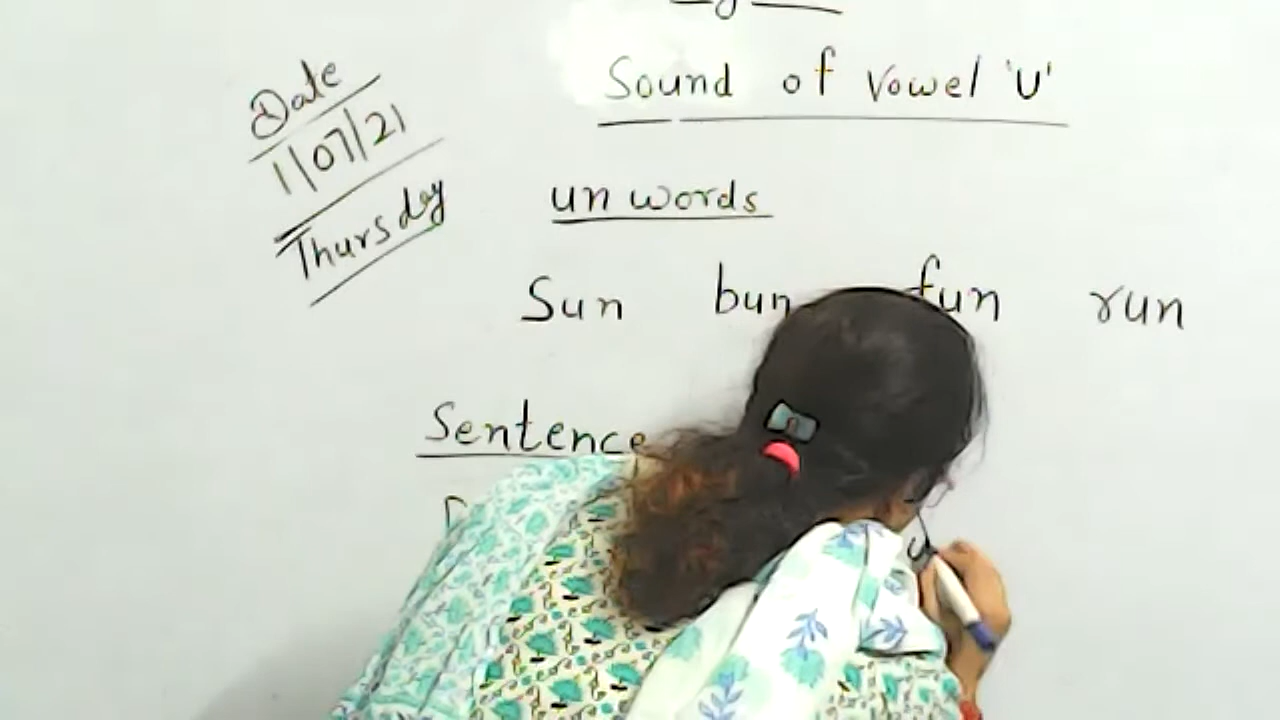 Sound of Vowel 'U'
Date
1/07/21
Thursday
un words
Sun bun fun run
Sentence